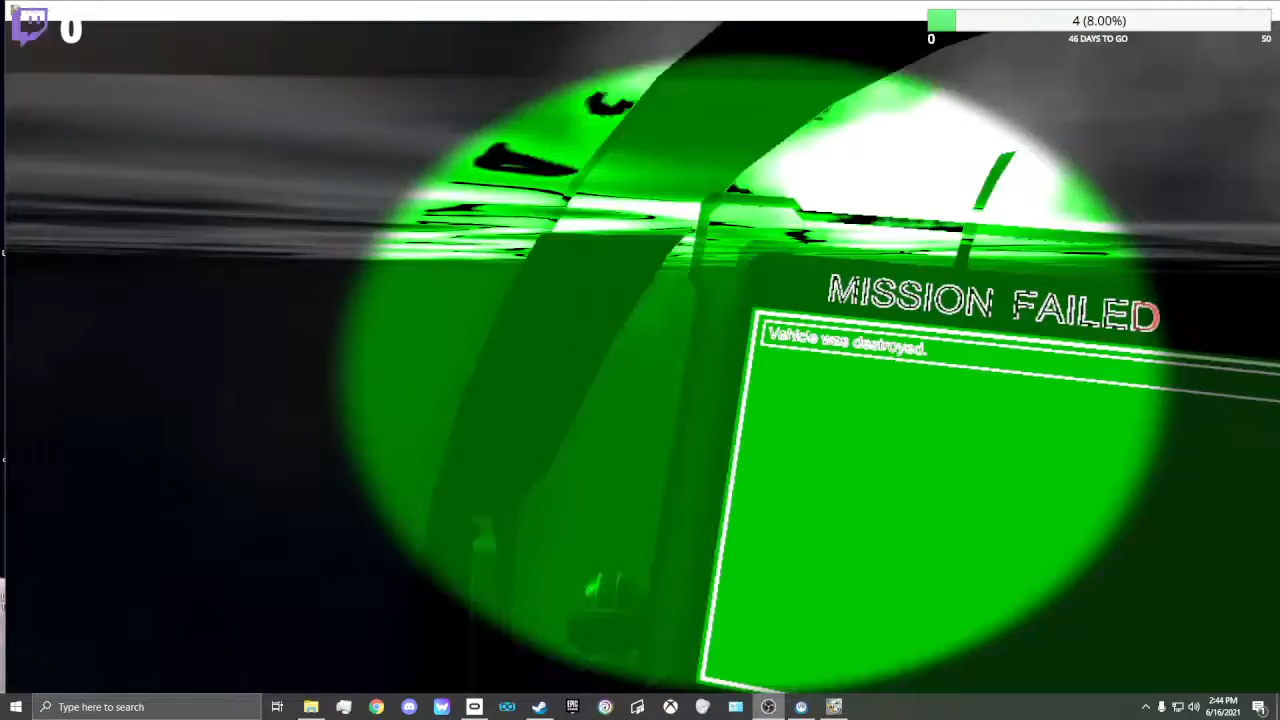 0
4 (8.00%)
0
46 DAYS TO GO
50
MISSION FAILED
Vehicle was destroyed.
Type here to search
2:44 PM
6/16/2021